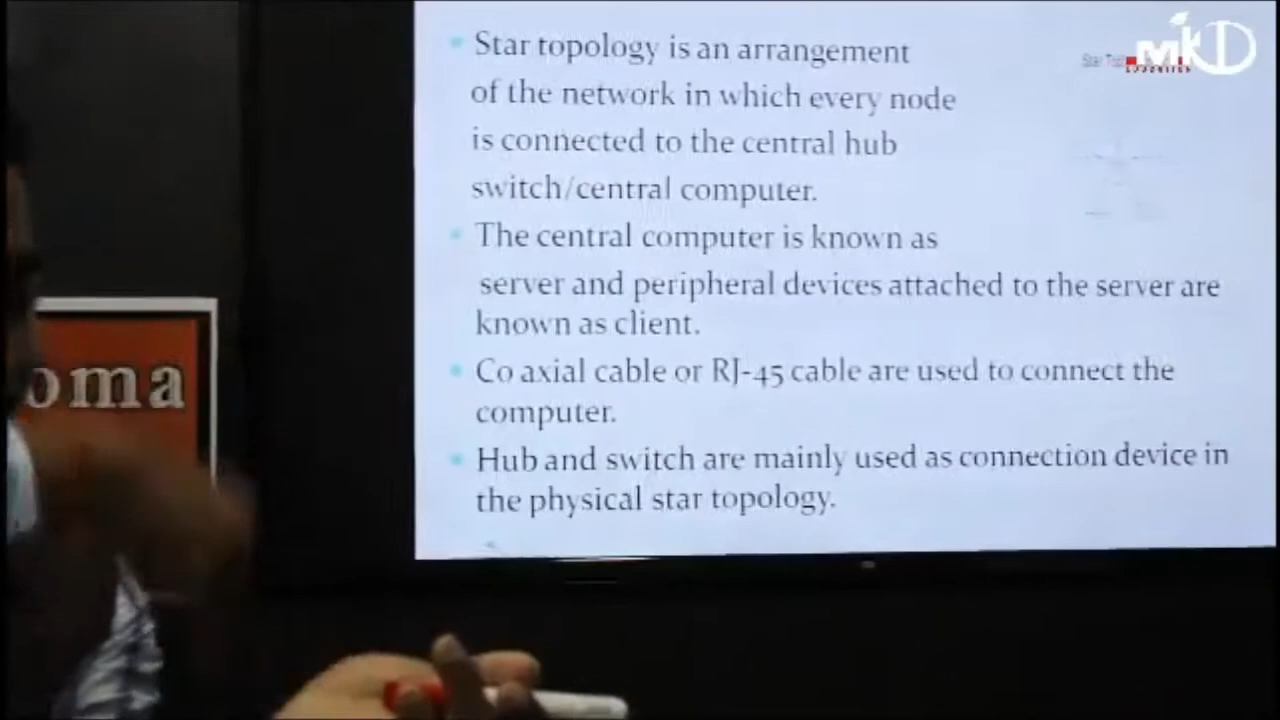 Star topology is an arrangement
of the network in which every node
is connected to the central hub
switch/central computer.
The central computer is known as
server and peripheral devices attached to the server are
known as client.
Co axial cable or RJ-45 cable are used to connect the
computer.
Hub and switch are mainly used as connection device in
the physical star topology.
Star
MKD
oma